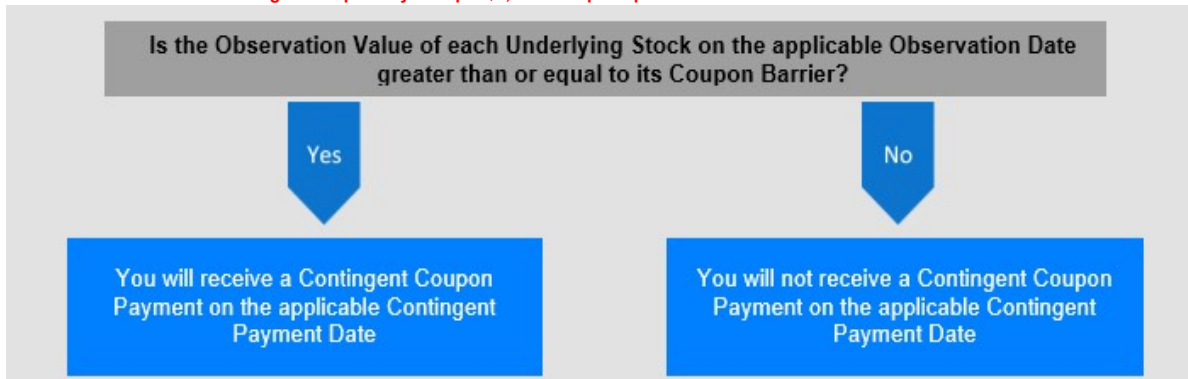 Is the Observation Value of each Underlying Stock on the applicable Observation Date
greater than or equal to its Coupon Barrier?
Yes
No
You will receive a Contingent Coupon
Payment on the applicable Contingent
Payment Date
You will not receive a Contingent Coupon
Payment on the applicable Contingent
Payment Date